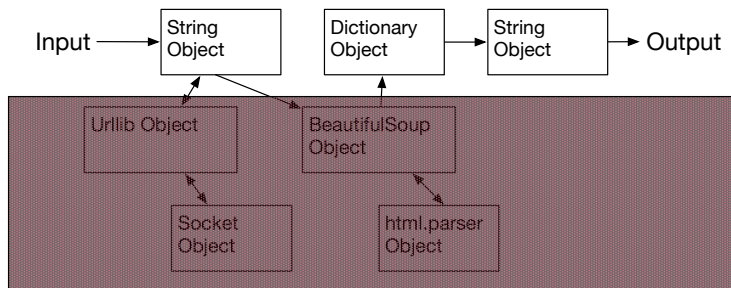 Input
String
Object
Dictionary
Object
String
Object
Output
Urllib Object
BeautifulSoup
Object
Socket
Object
html.parser
Object